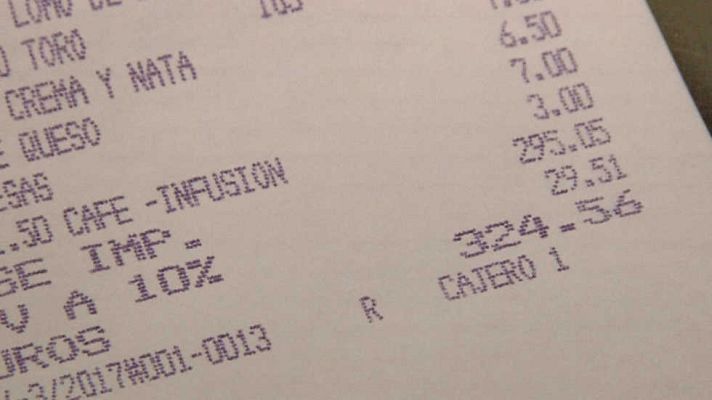 LOMO DE
O TORO
CREMA Y NATA
E QUESO 6.50
ESAS 7.00
.50 CAFE -INFUSION 3.00
SE IMP. 295.05
V A 10% 29.51
UROS 324.56
3/2017#001-0013 R CAJERO 1